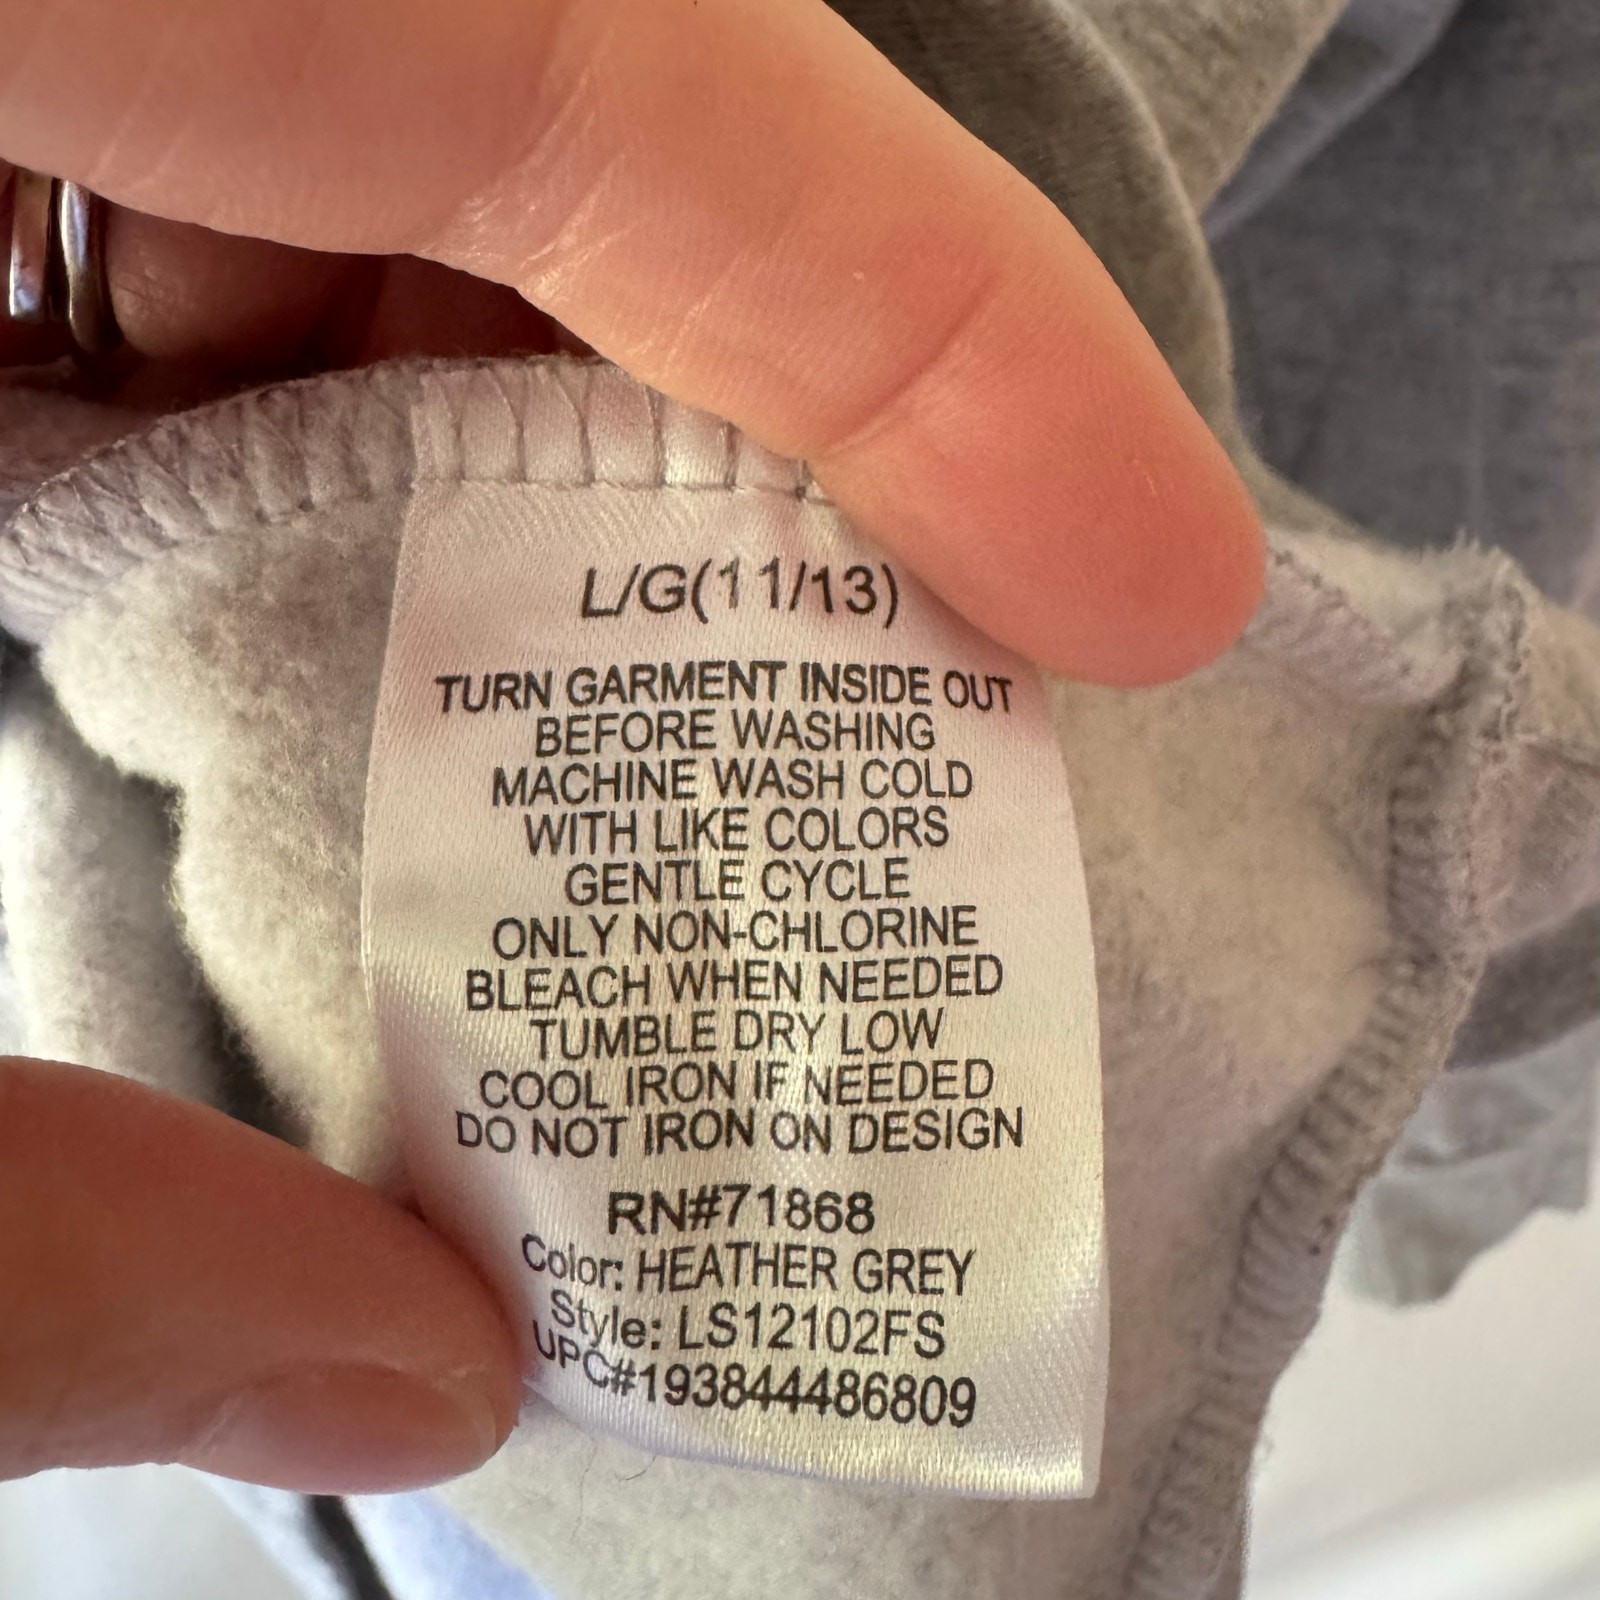 L/G(11/13)
TURN GARMENT INSIDE OUT
BEFORE WASHING
MACHINE WASH COLD
WITH LIKE COLORS
GENTLE CYCLE
ONLY NON-CHLORINE
BLEACH WHEN NEEDED
TUMBLE DRY LOW
COOL IRON IF NEEDED
DO NOT IRON ON DESIGN
RN#71868
Color: HEATHER GREY
Style: LS12102FS
UPC#193844486809